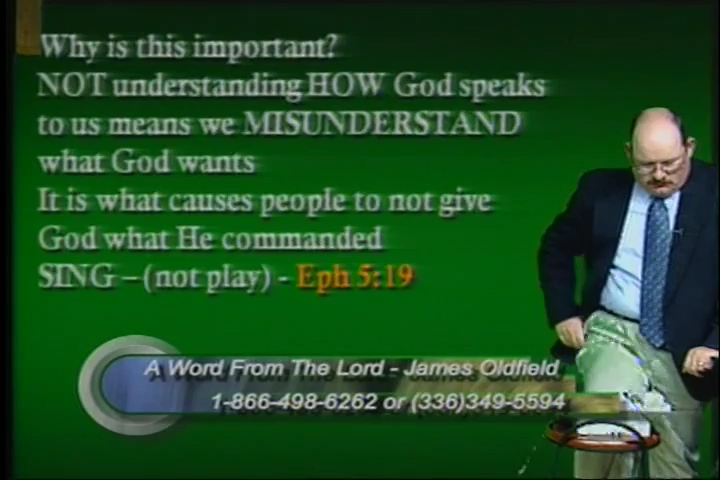 Why is this important?
NOT understanding HOW God speaks
to us means we MISUNDERSTAND
what God wants
It is what causes people to not give
God what He commanded
SING – (not play) - Eph 5:19
A Word From The Lord - James Oldfield
1-866-498-6262 or (336)349-5594